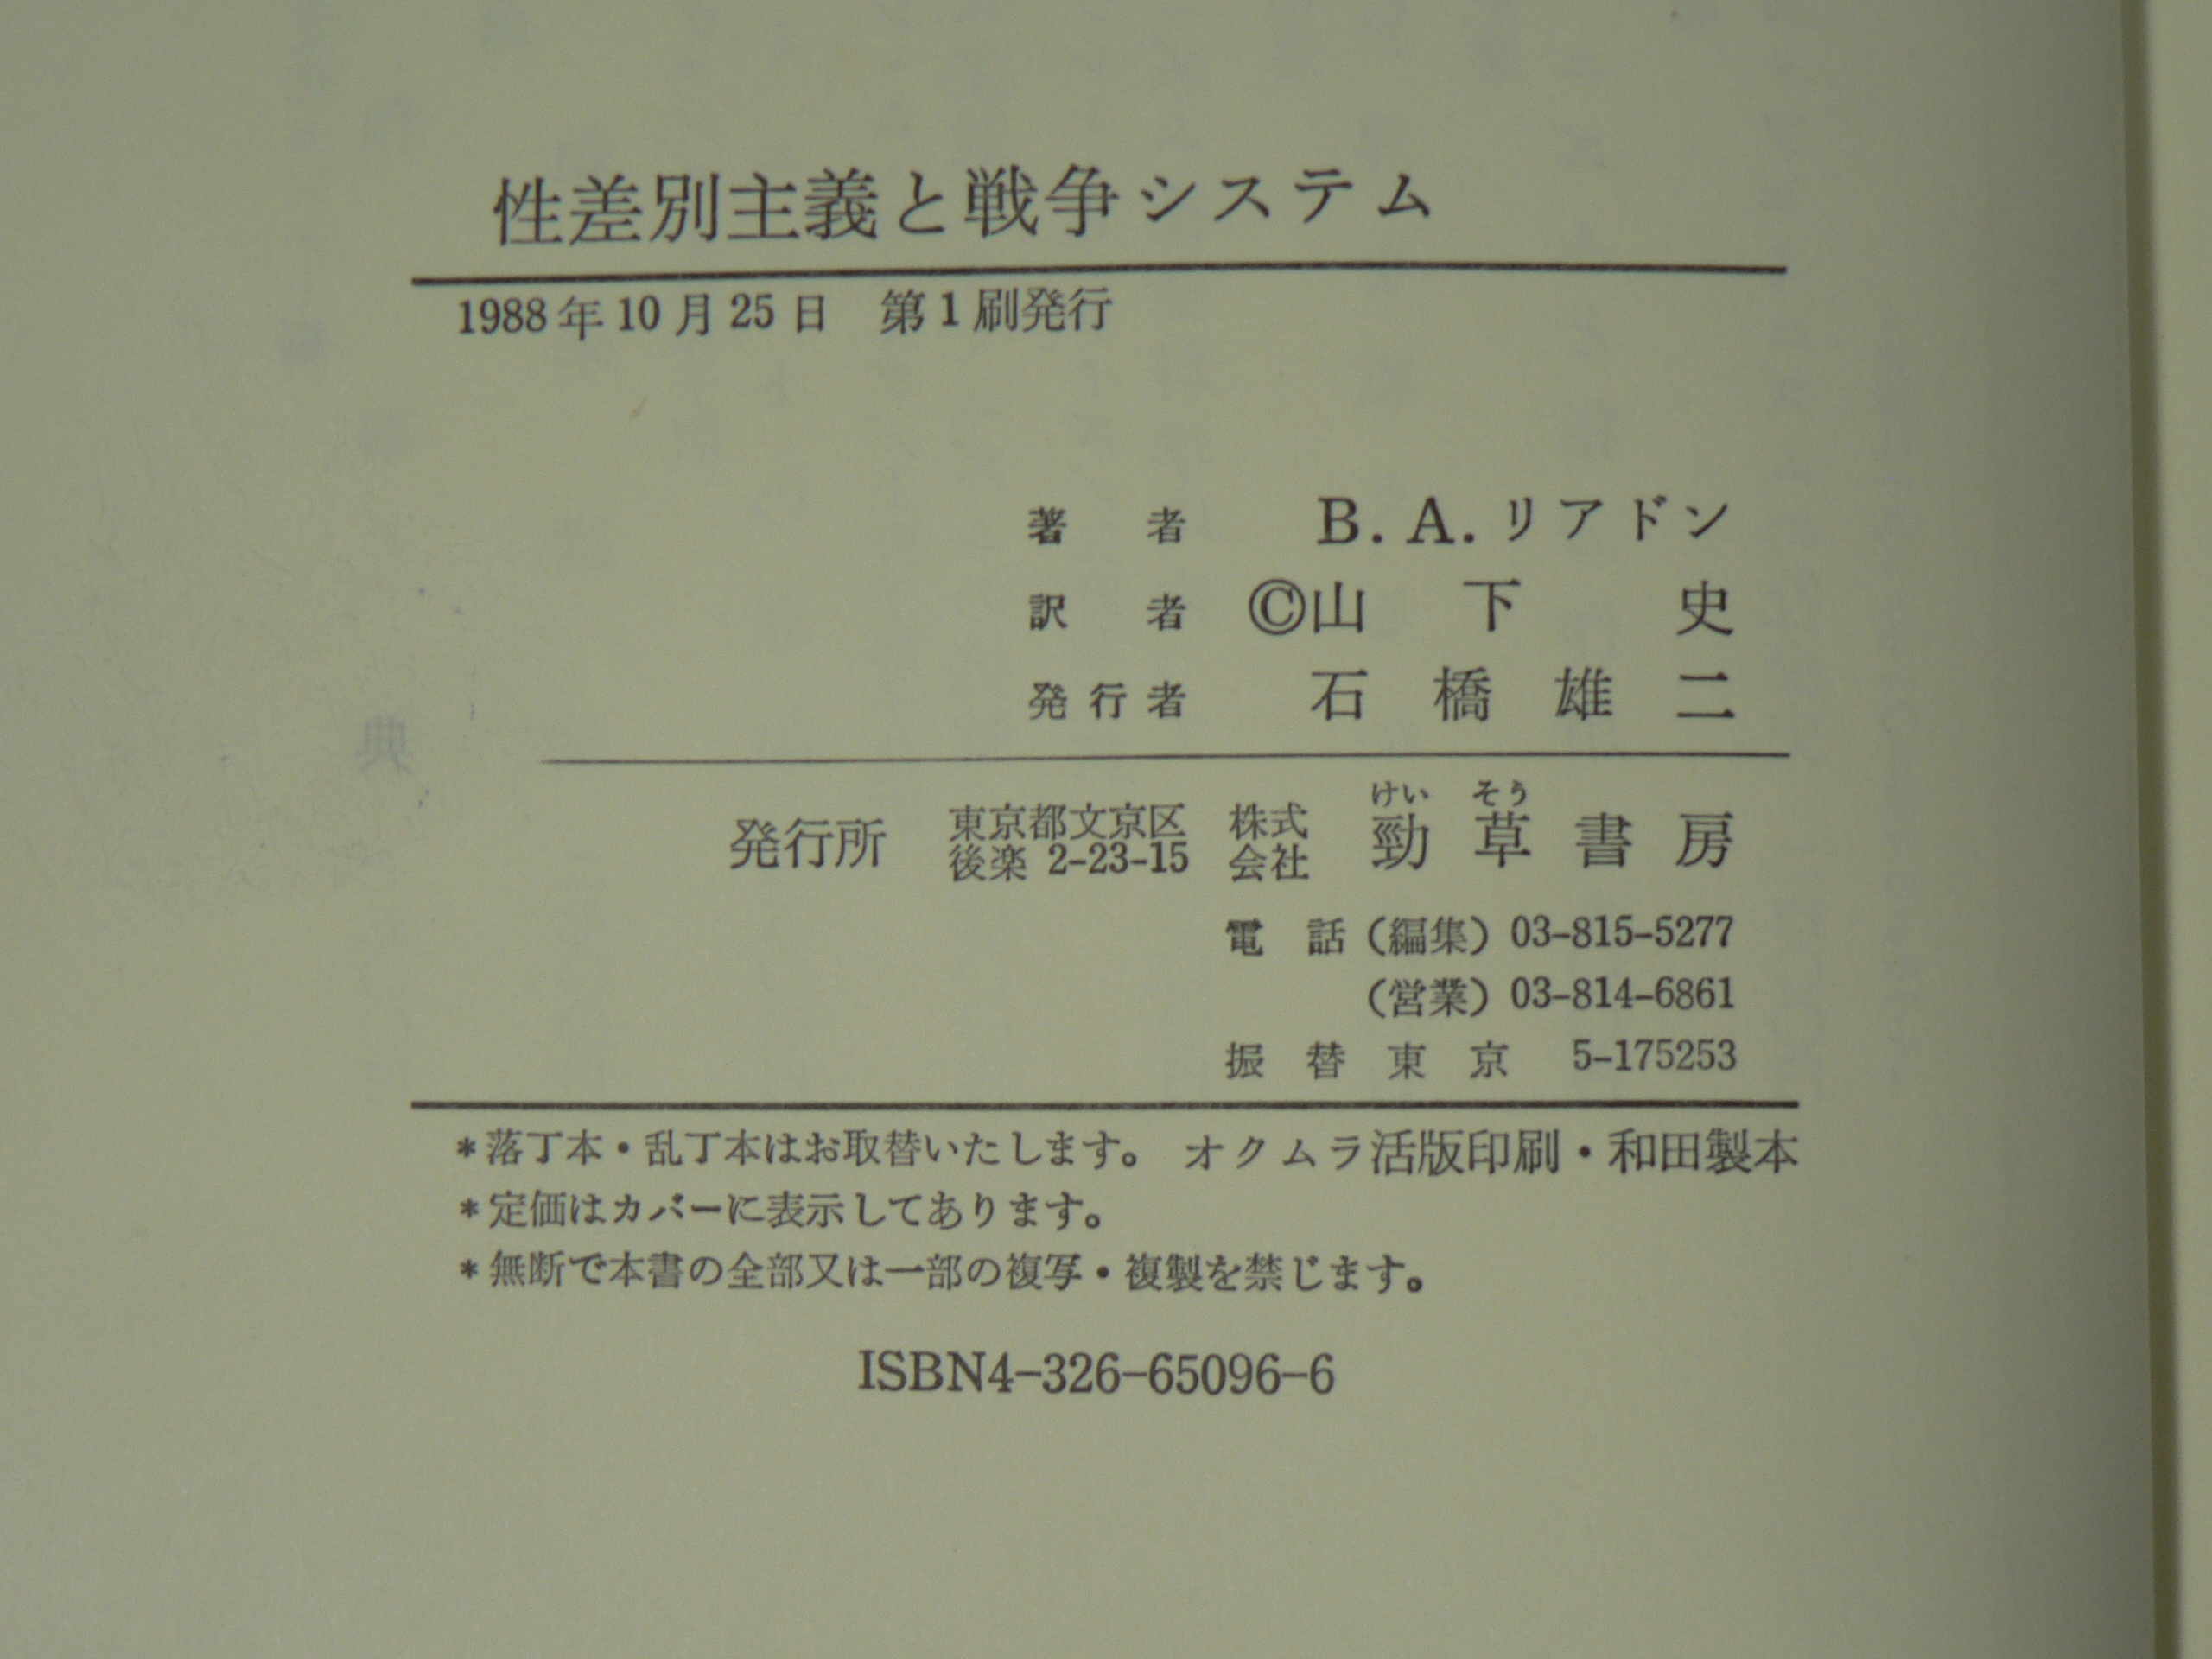 性差別主義と戦争システム
1988年10月25日　第1刷発行
著者　B.A.リアドン
訳者　©山下史
発行者　石橋雄二
けい そう
発行所　東京都文京区　株式　勁草書房
後楽 2-23-15　会社
電話（編集）03-815-5277
（営業）03-814-6861
振替東京　5-175253
*落丁本・乱丁本はお取替いたします。　オクムラ活版印刷・和田製本
*定価はカバーに表示してあります。
*無断で本書の全部又は一部の複写・複製を禁じます。
ISBN4-326-65096-6